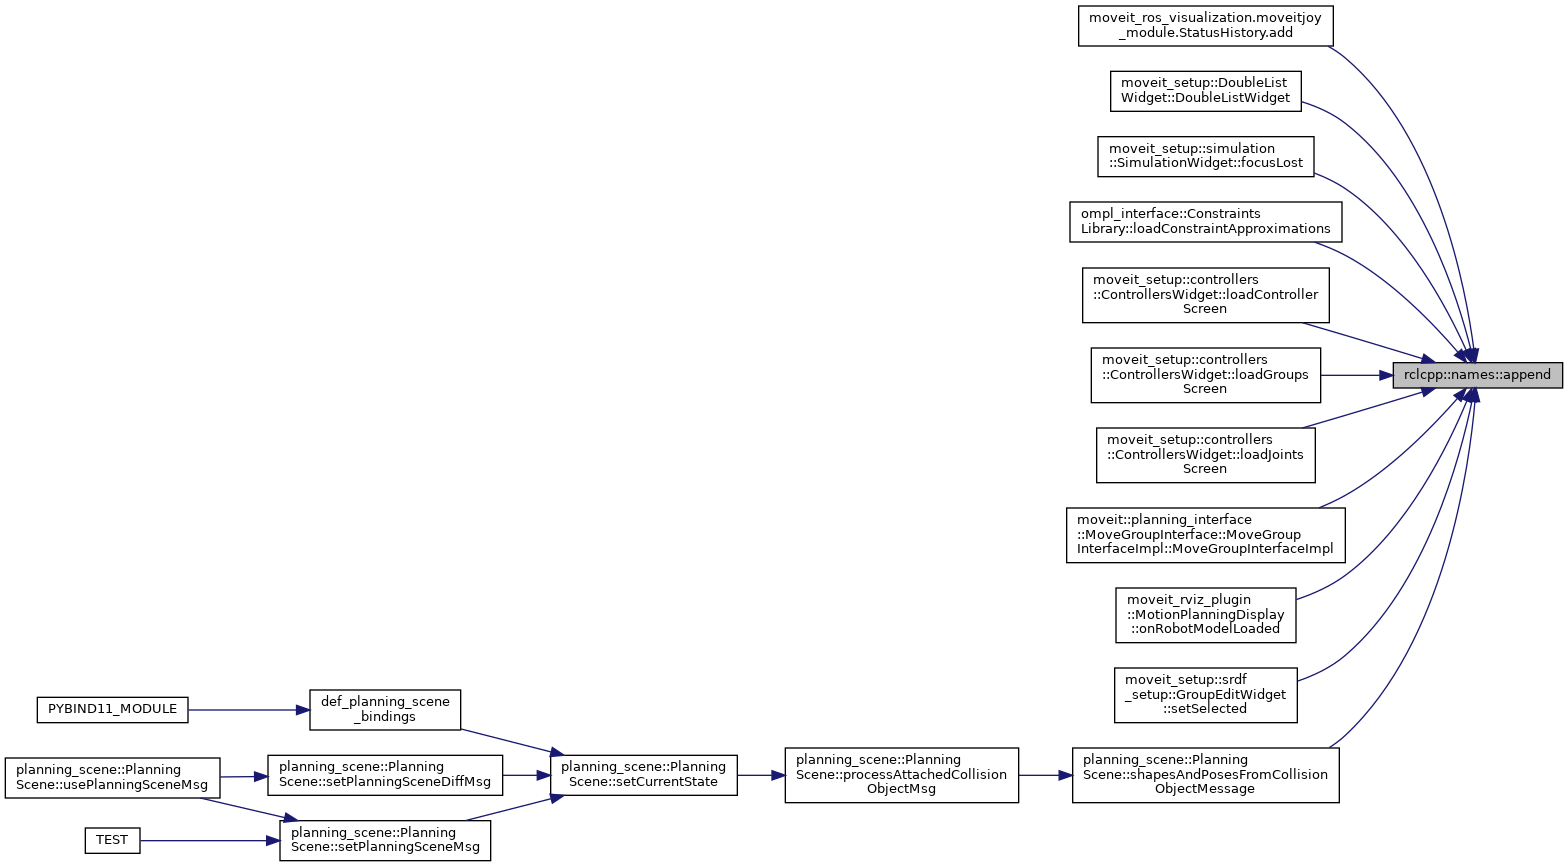 moveit_ros_visualization.moveitjoy
_module.StatusHistory.add
moveit_setup::DoubleList
Widget::DoubleListWidget
moveit_setup::simulation
::SimulationWidget::focusLost
ompl_interface::Constraints
Library::loadConstraintApproximations
moveit_setup::controllers
::ControllersWidget::loadController
Screen
moveit_setup::controllers
::ControllersWidget::loadGroups
Screen
rclcpp::names::append
moveit_setup::controllers
::ControllersWidget::loadJoints
Screen
moveit::planning_interface
::MoveGroupInterface::MoveGroup
InterfaceImpl::MoveGroupInterfaceImpl
moveit_rviz_plugin
::MotionPlanningDisplay
::onRobotModelLoaded
moveit_setup::srdf
_setup::GroupEditWidget
::setSelected
PYBIND11_MODULE
def_planning_scene
_bindings
planning_scene::Planning
Scene::usePlanningSceneMsg
planning_scene::Planning
Scene::setPlanningSceneDiffMsg
planning_scene::Planning
Scene::setCurrentState
planning_scene::Planning
Scene::processAttachedCollision
ObjectMsg
planning_scene::Planning
Scene::shapesAndPosesFromCollision
ObjectMessage
TEST
planning_scene::Planning
Scene::setPlanningSceneMsg